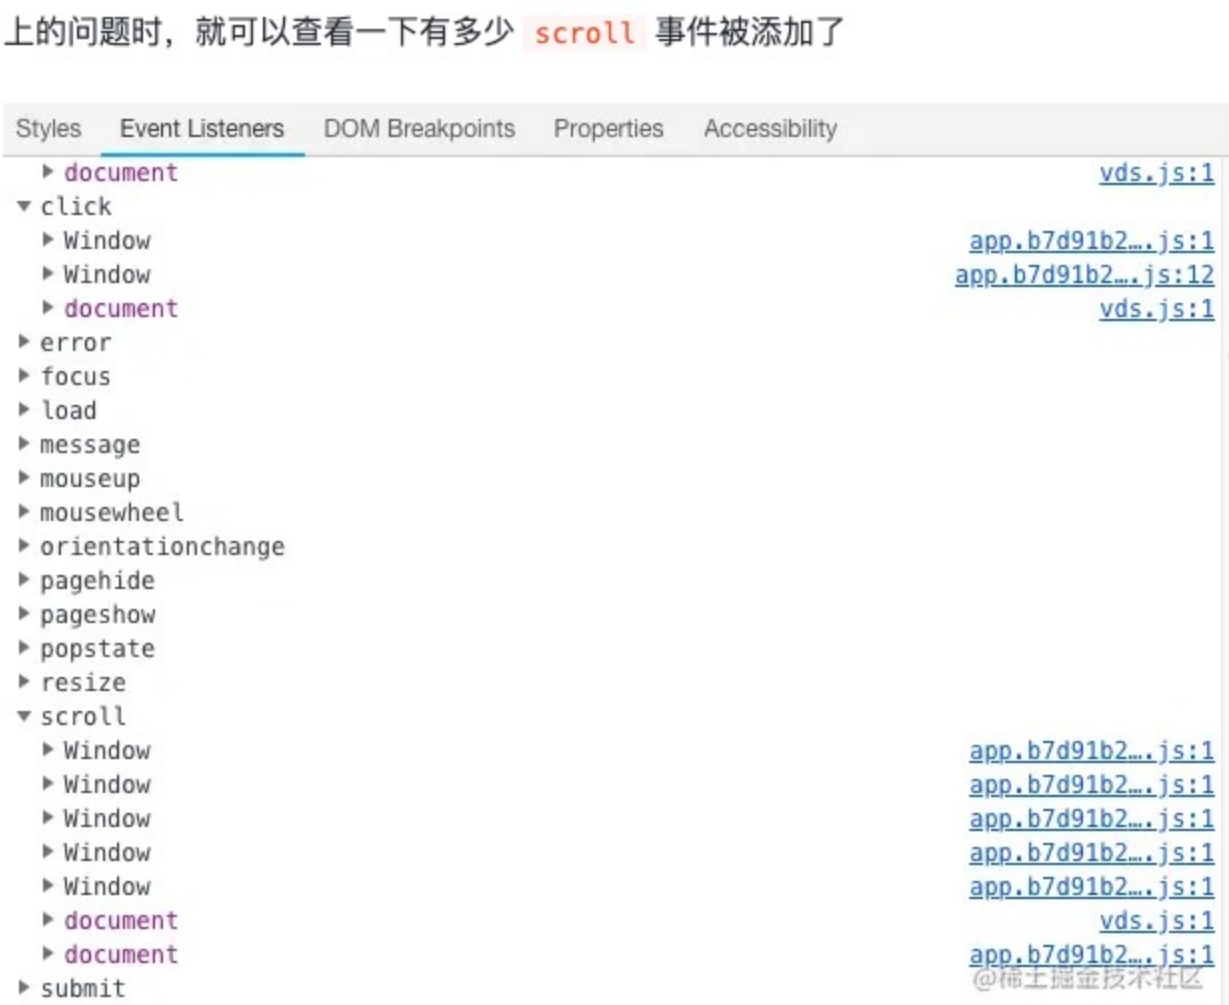 上的问题时，就可以查看一下有多少 scroll 事件被添加了
Styles Event Listeners DOM Breakpoints Properties Accessibility
document vds.js:1
click
Window app.b7d91b2….js:1
Window app.b7d91b2….js:12
document vds.js:1
error
focus
load
message
mouseup
mousewheel
orientationchange
pagehide
pageshow
popstate
resize
scroll
Window app.b7d91b2….js:1
Window app.b7d91b2….js:1
Window app.b7d91b2….js:1
Window app.b7d91b2….js:1
Window app.b7d91b2….js:1
document vds.js:1
document app.b7d91b2….js:1
@稀土掘金技术社区
submit